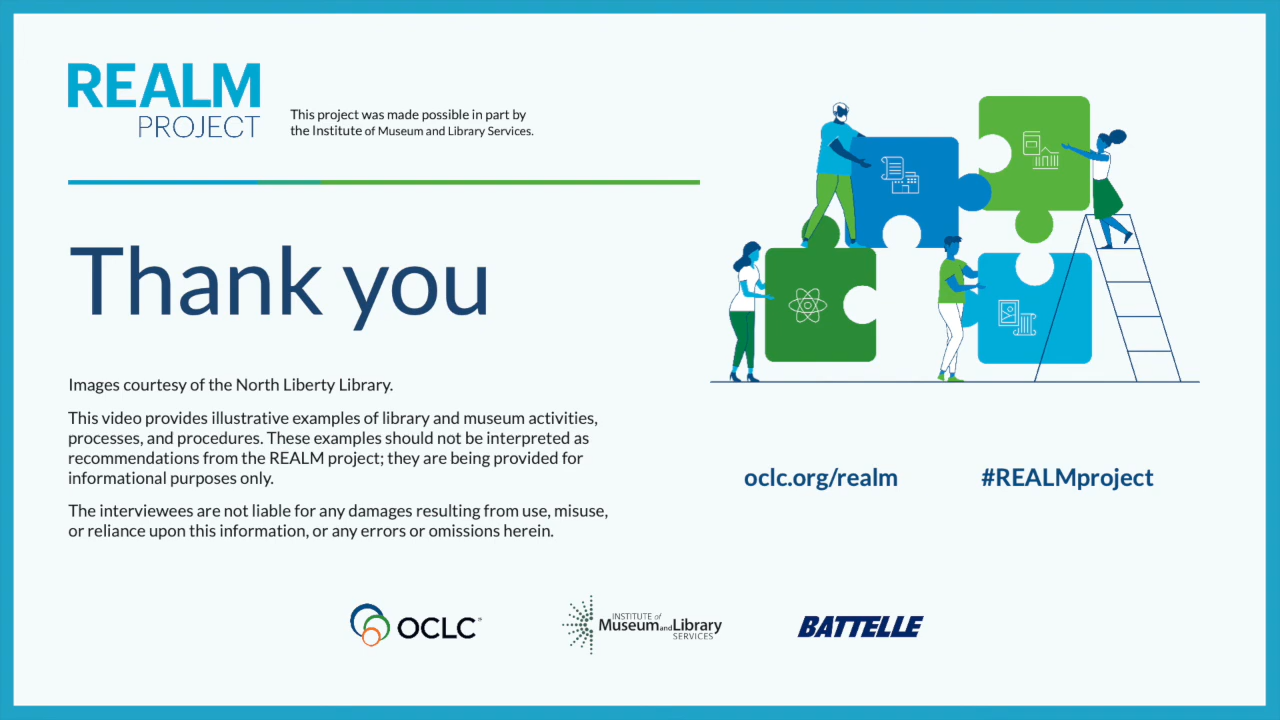 REALM
PROJECT
This project was made possible in part by
the Institute of Museum and Library Services.
Thank you
Images courtesy of the North Liberty Library.
This video provides illustrative examples of library and museum activities,
processes, and procedures. These examples should not be interpreted as
recommendations from the REALM project; they are being provided for
informational purposes only.
The interviewees are not liable for any damages resulting from use, misuse,
or reliance upon this information, or any errors or omissions herein.
oclc.org/realm
#REALMproject
OCLC
INSTITUTE of
Museum and Library
SERVICES
BATTELLE